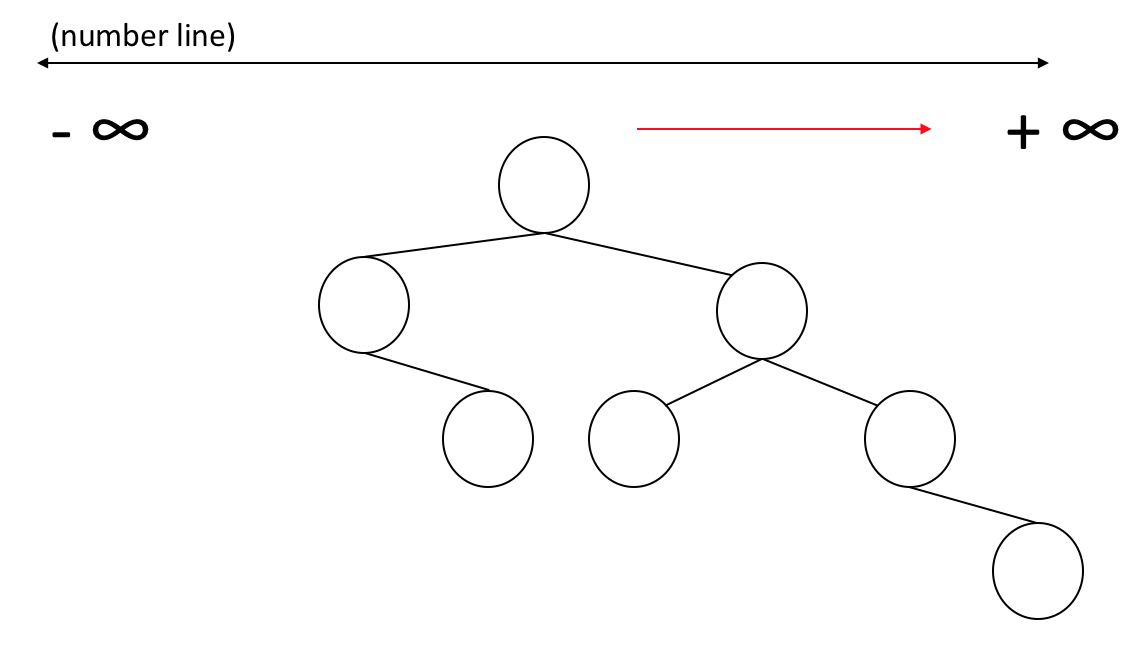 (number line)
- ∞ + ∞